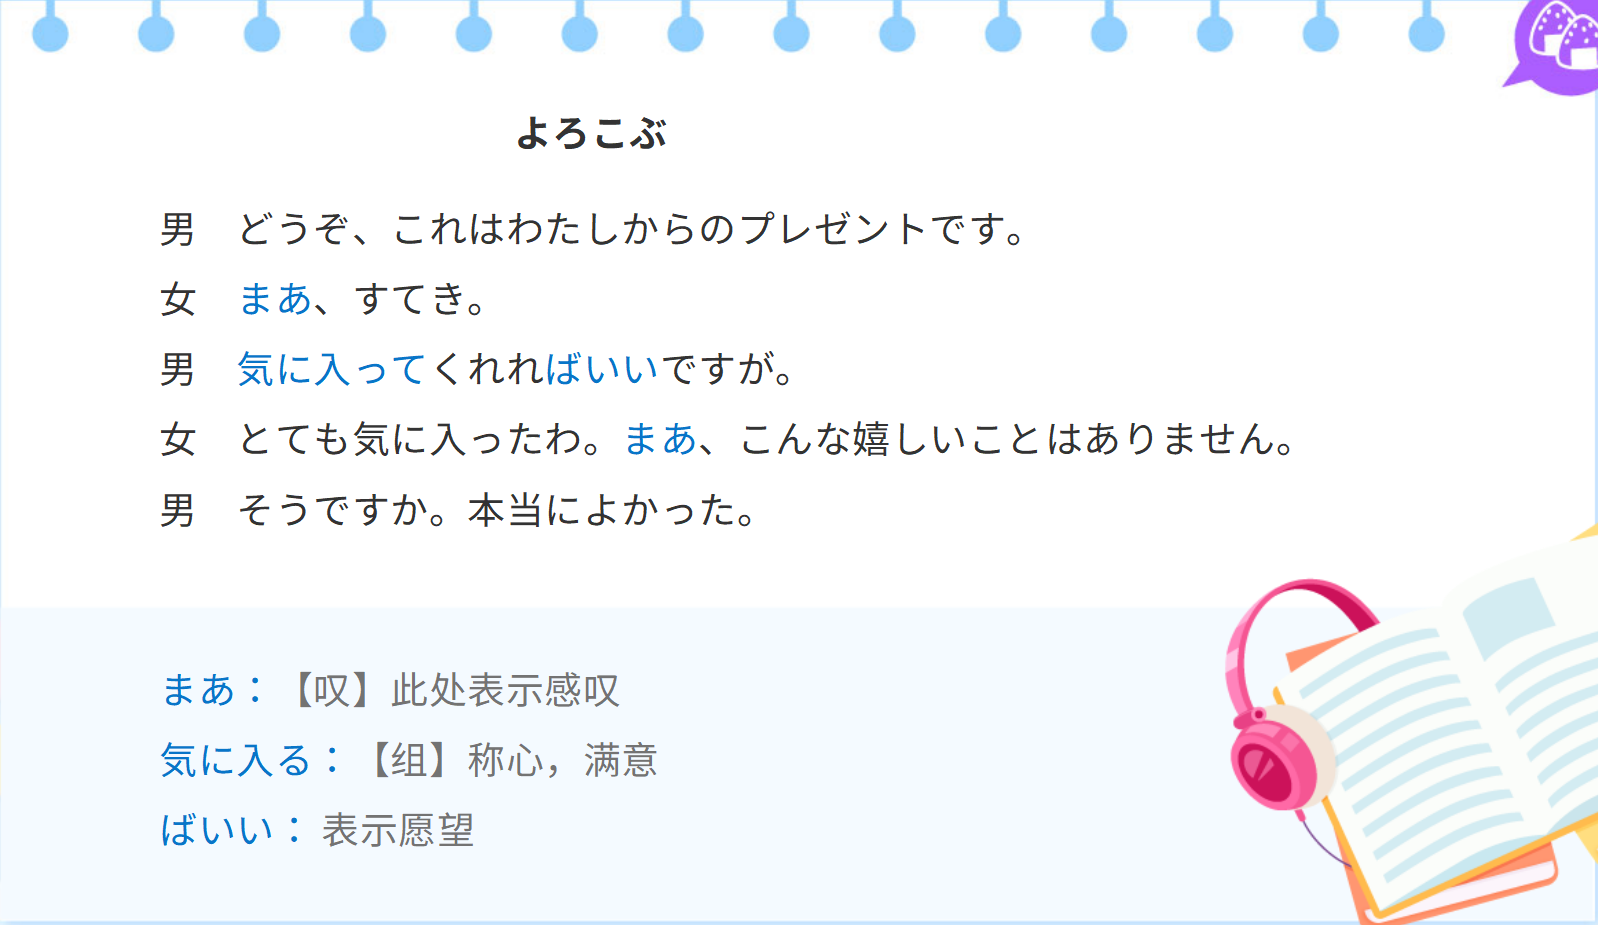 よろこぶ
男　どうぞ、これはわたしからのプレゼントです。
女　まあ、すてき。
男　気に入ってくれればいいですが。
女　とても気に入ったわ。まあ、こんな嬉しいことはありません。
男　そうですか。本当によかった。
まあ：【叹】此处表示感叹
気に入る：【组】称心，满意
ばいい：表示愿望